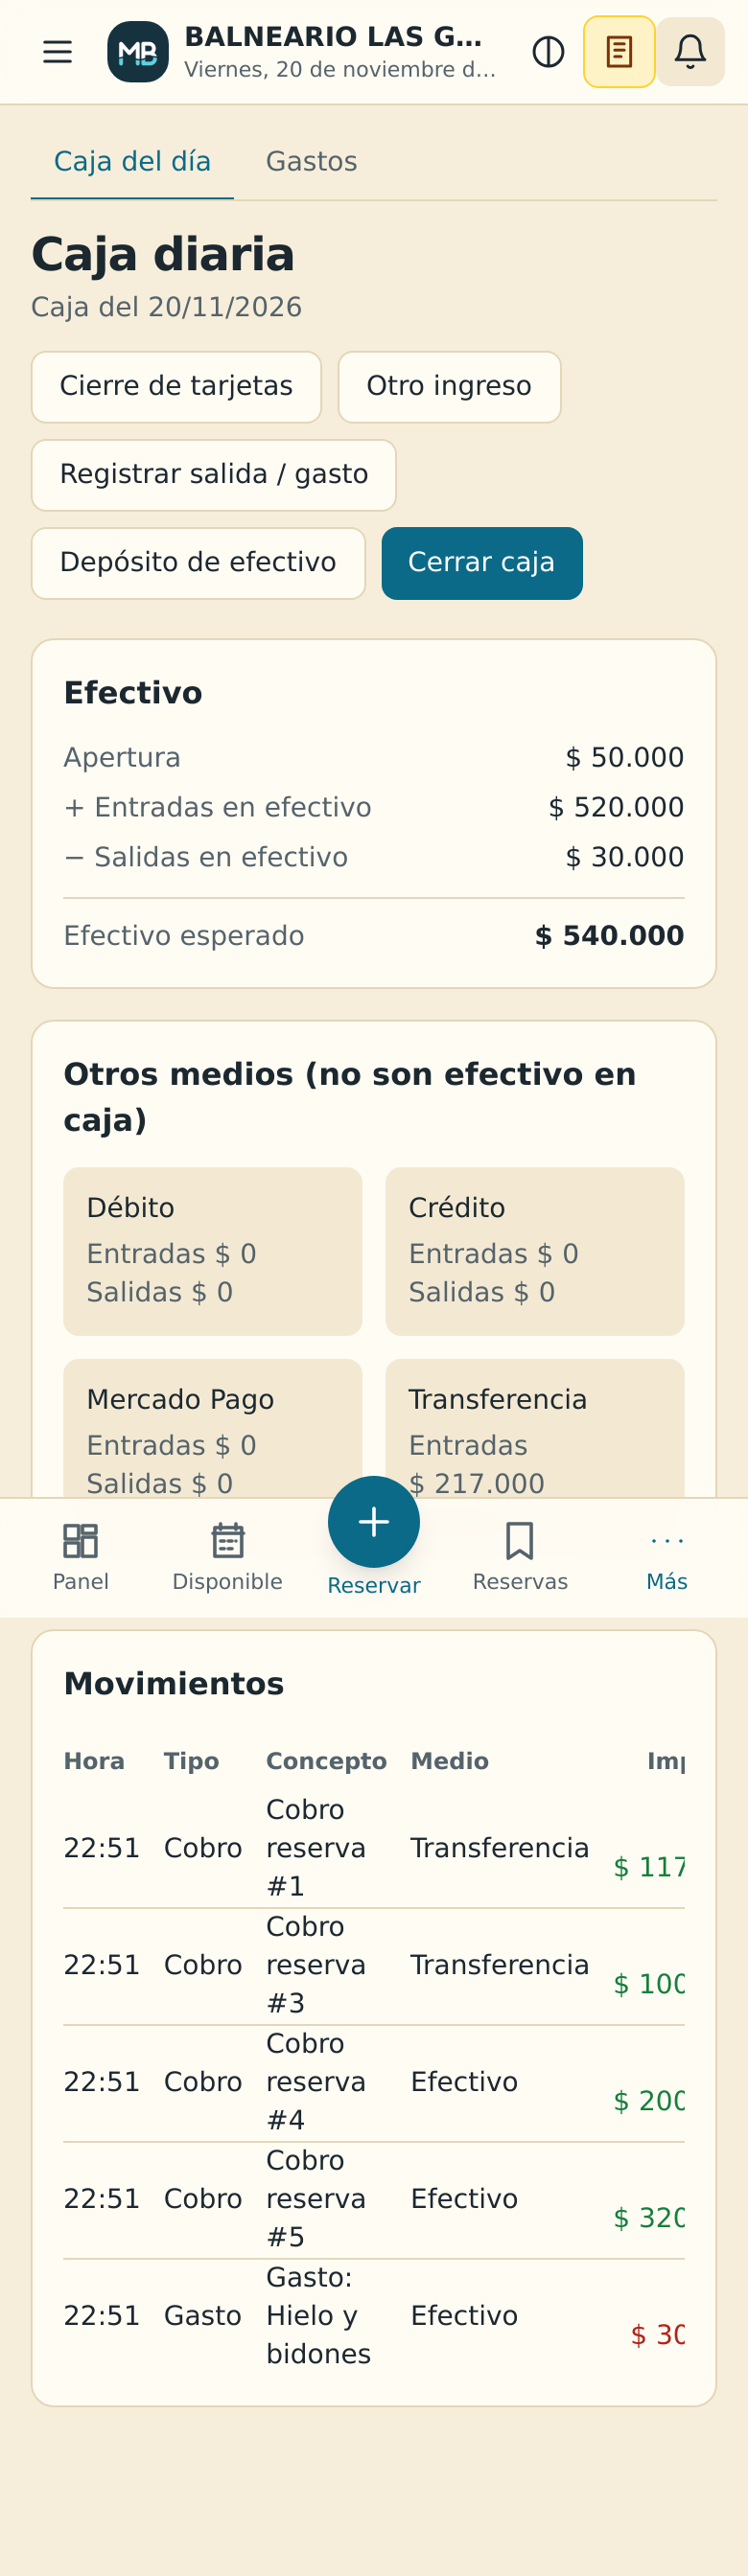 MB
BALNEARIO LAS G...
Viernes, 20 de noviembre d...
Caja del día
Gastos
Caja diaria
Caja del 20/11/2026
Cierre de tarjetas
Otro ingreso
Registrar salida / gasto
Depósito de efectivo
Cerrar caja
Efectivo
Apertura $ 50.000
+ Entradas en efectivo $ 520.000
− Salidas en efectivo $ 30.000
Efectivo esperado $ 540.000
Otros medios (no son efectivo en
caja)
Débito
Entradas $ 0
Salidas $ 0
Crédito
Entradas $ 0
Salidas $ 0
Mercado Pago
Entradas $ 0
Salidas $ 0
Transferencia
Entradas
$ 217.000
Panel
Disponible
Reservar
Reservas
Más
Movimientos
Hora Tipo Concepto Medio Imp
22:51 Cobro Cobro reserva #1 Transferencia $ 117
22:51 Cobro Cobro reserva #3 Transferencia $ 100
22:51 Cobro Cobro reserva #4 Efectivo $ 200
22:51 Cobro Cobro reserva #5 Efectivo $ 320
22:51 Gasto Gasto: Hielo y bidones Efectivo $ 30